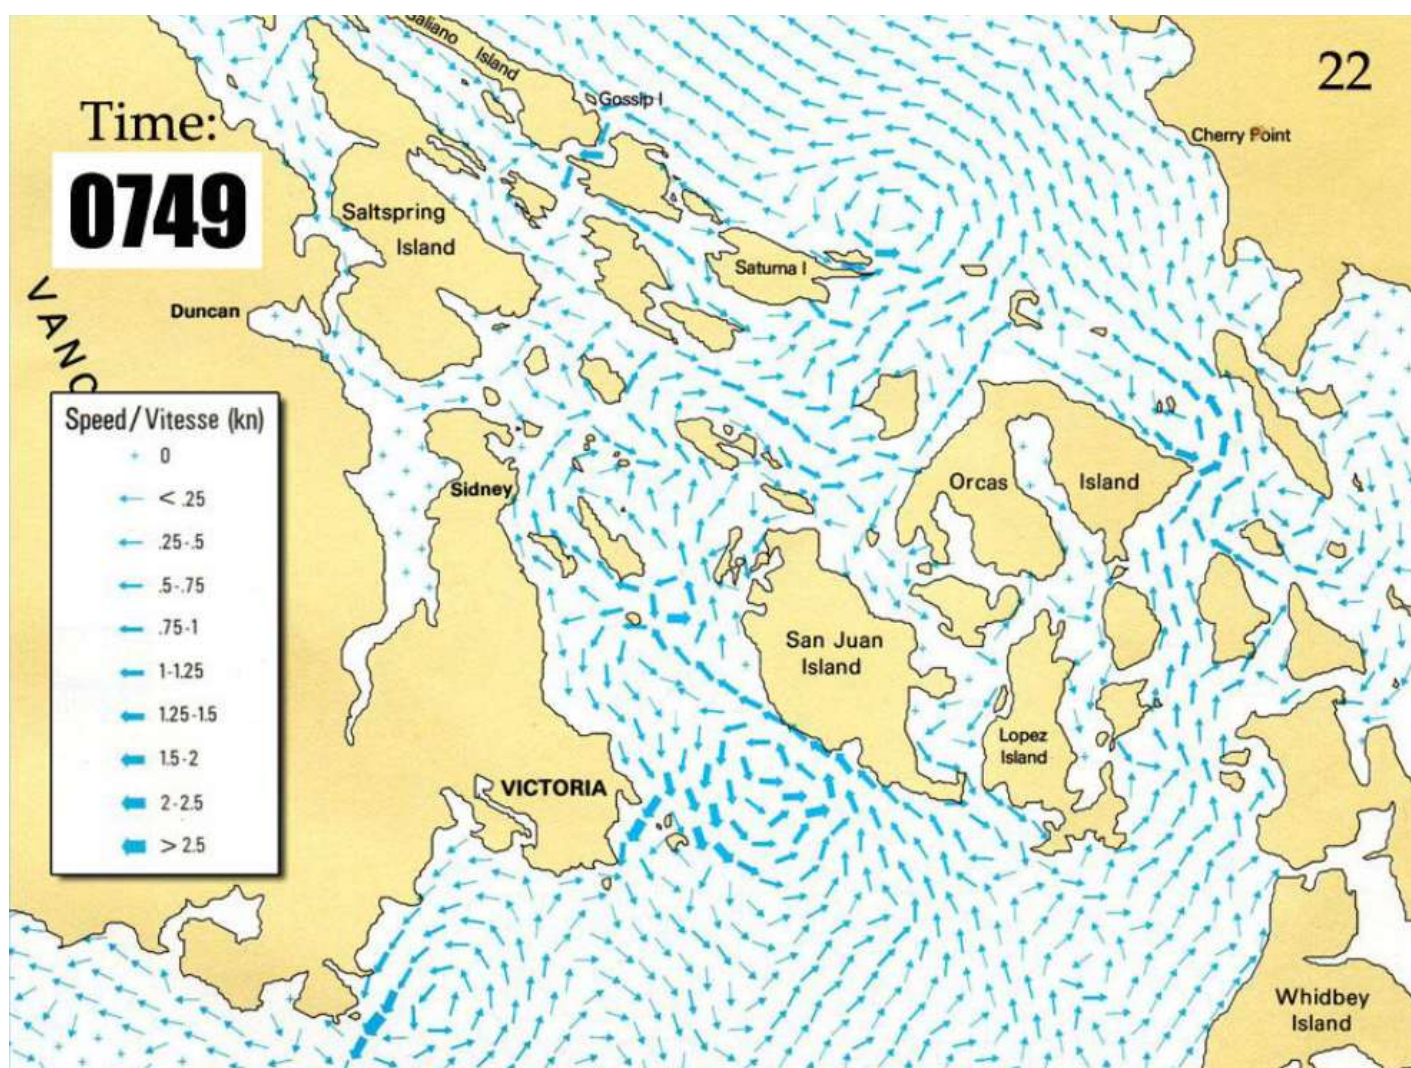 Galiano Island
22
Gossip I
Time:
Cherry Point
0749
Saltspring
Island
Saturna I
Duncan
VANC
Speed/Vitesse (kn)
0
< .25
.25-.5
.5-.75
.75-1
1-1.25
1.25-1.5
1.5-2
2-2.5
> 2.5
Sidney
Orcas Island
San Juan
Island
Lopez
Island
VICTORIA
Whidbey
Island